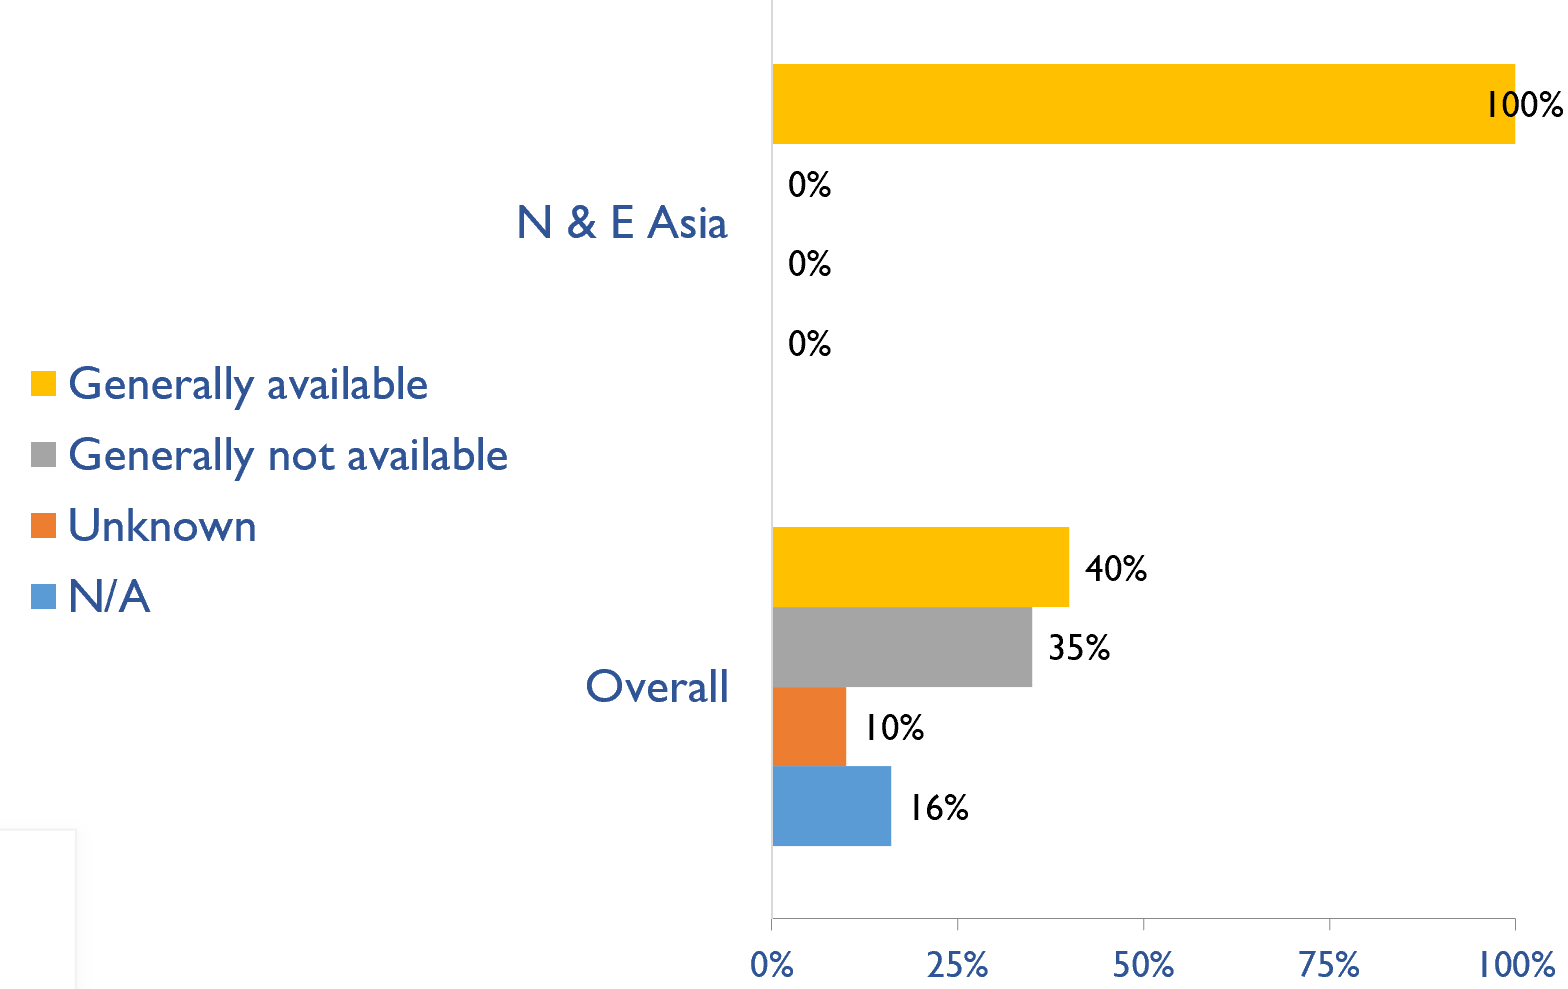 100%
0%
N & E Asia
0%
0%
Generally available
Generally not available
Unknown
N/A
40%
35%
Overall
10%
16%
0% 25% 50% 75% 100%